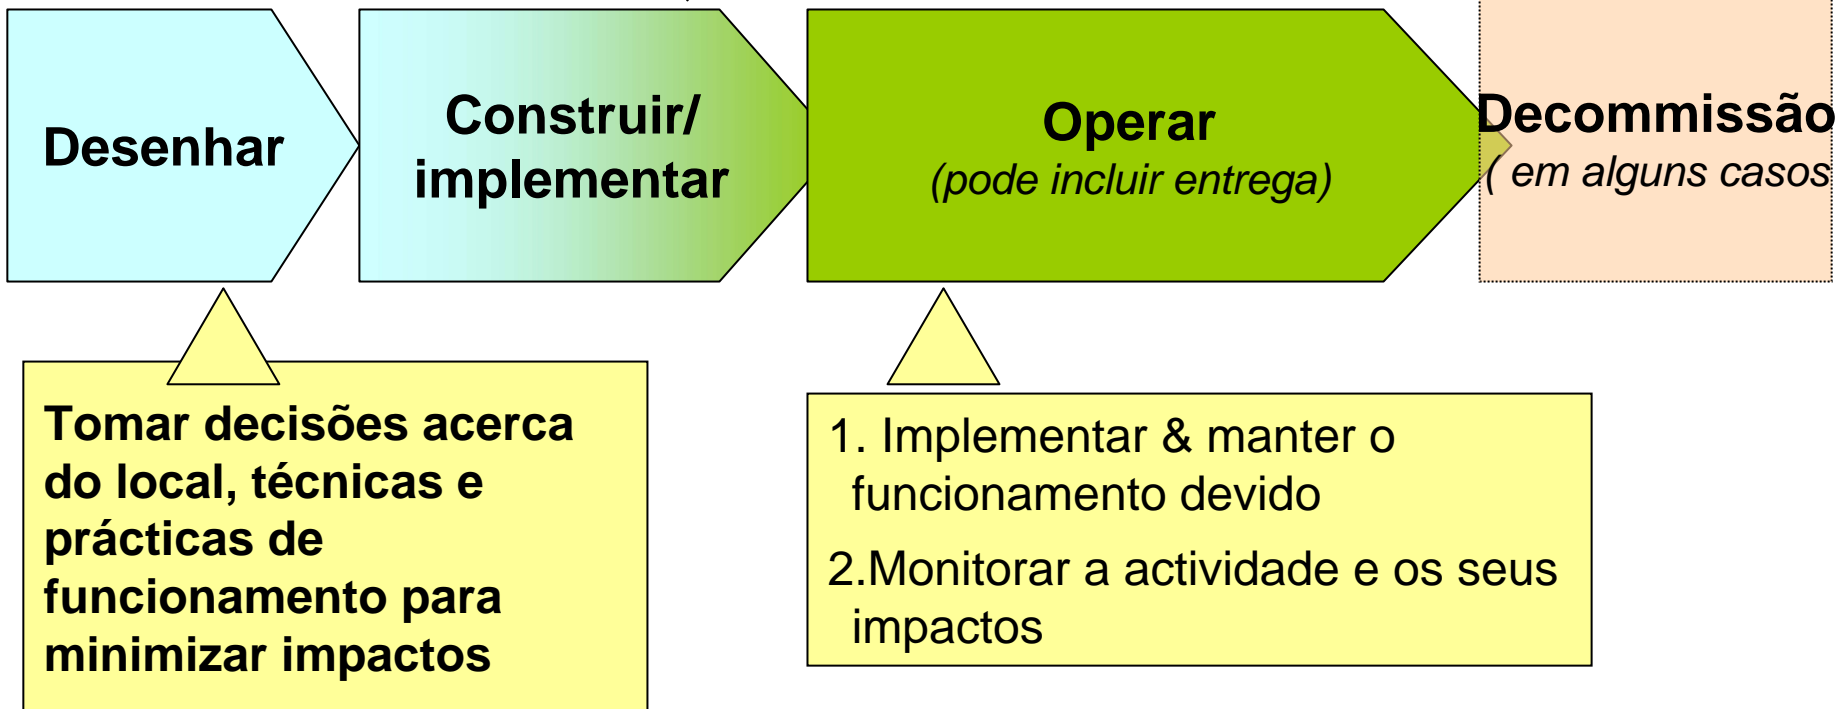 Desenhar
Construir/
implementar
Operar
(pode incluir entrega)
Decommissão
( em alguns casos
Tomar decisões acerca
do local, técnicas e
prácticas de
funcionamento para
minimizar impactos
1. Implementar & manter o
funcionamento devido
2.Monitorar a actividade e os seus
impactos